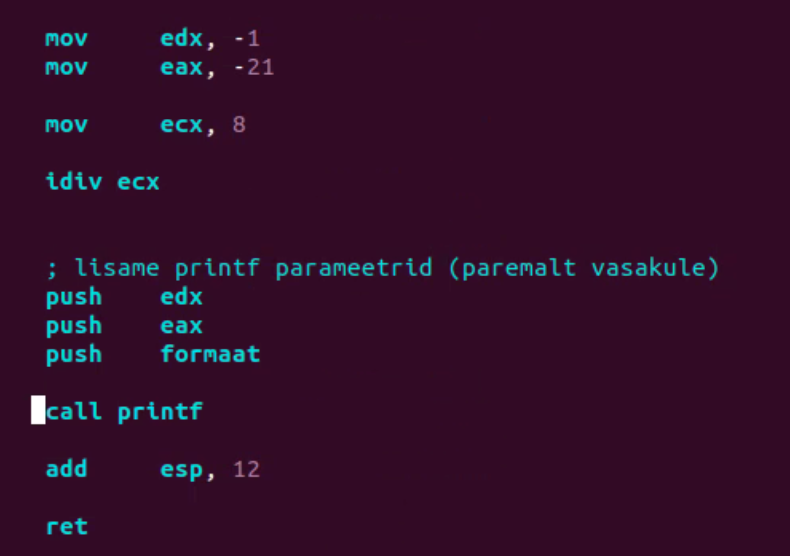 mov edx, -1
mov eax, -21
mov ecx, 8
idiv ecx
; lisame printf parameetrid (paremalt vasakule)
push edx
push eax
push formaat
call printf
add esp, 12
ret